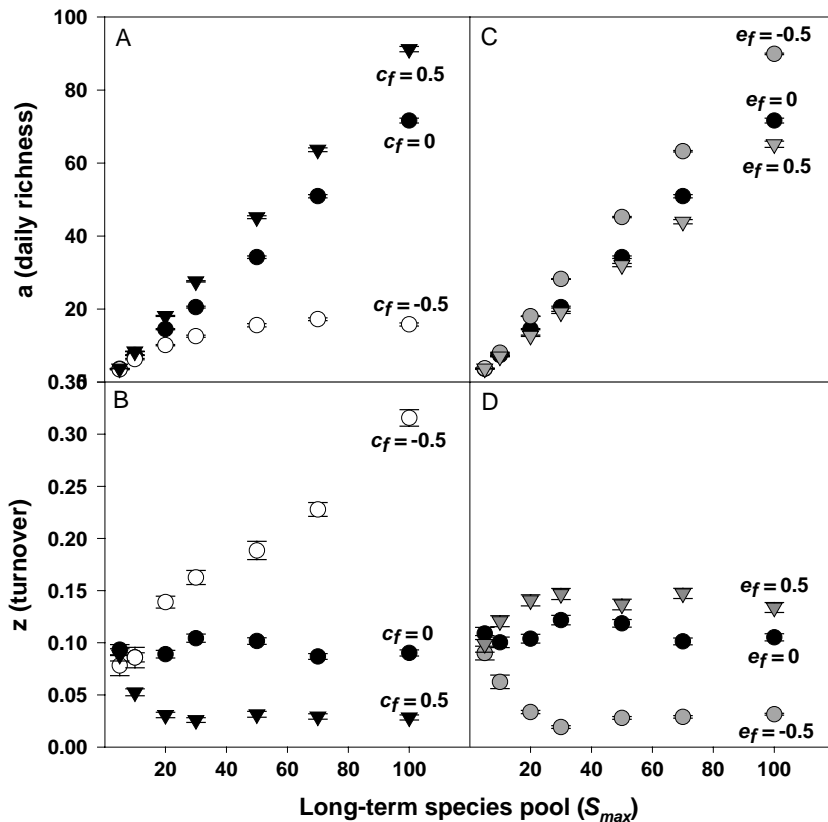 100
80
60
40
20
0
A
c_f = 0.5
c_f = 0
c_f = -0.5
a (daily richness)
C
e_f = -0.5
e_f = 0
e_f = 0.5
0.30
0.25
0.20
0.15
0.10
0.05
0.00
B
c_f = -0.5
c_f = 0
c_f = 0.5
z (turnover)
D
e_f = 0.5
e_f = 0
e_f = -0.5
20 40 60 80 100
20 40 60 80 100
Long-term species pool (S_max)